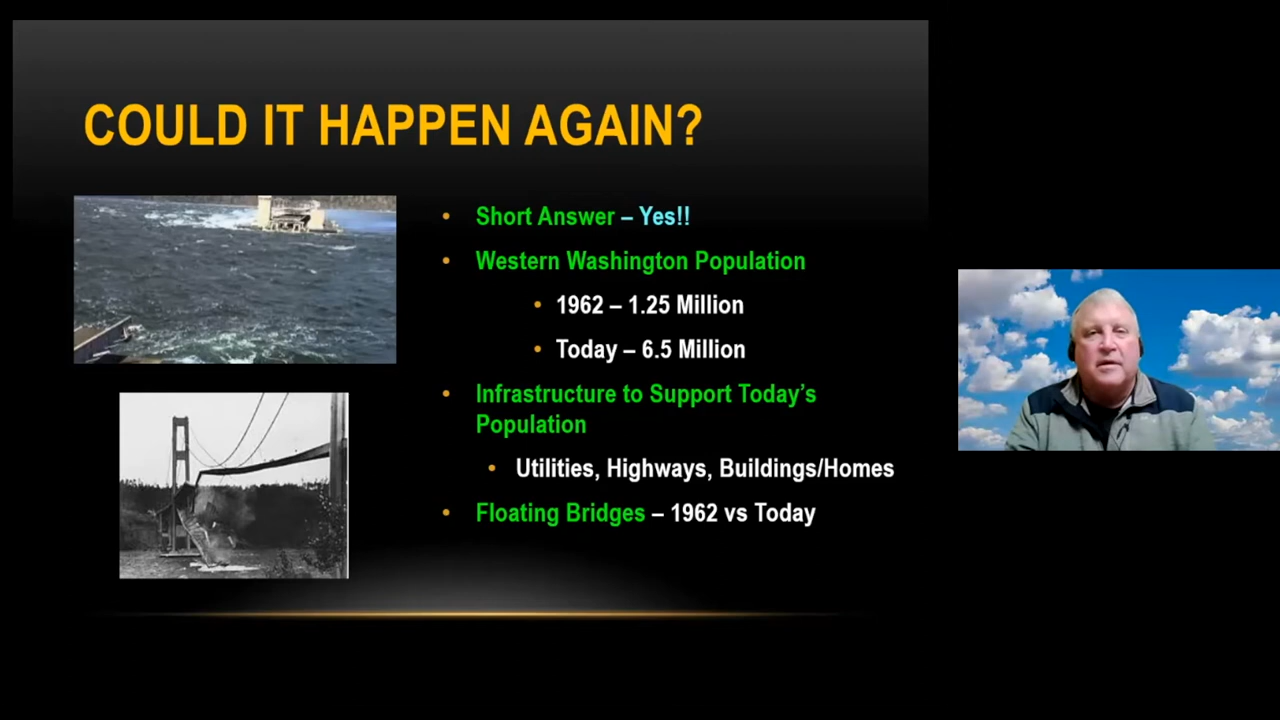 COULD IT HAPPEN AGAIN?
• Short Answer – Yes!!
• Western Washington Population
• 1962 – 1.25 Million
• Today – 6.5 Million
• Infrastructure to Support Today’s
Population
• Utilities, Highways, Buildings/Homes
• Floating Bridges – 1962 vs Today